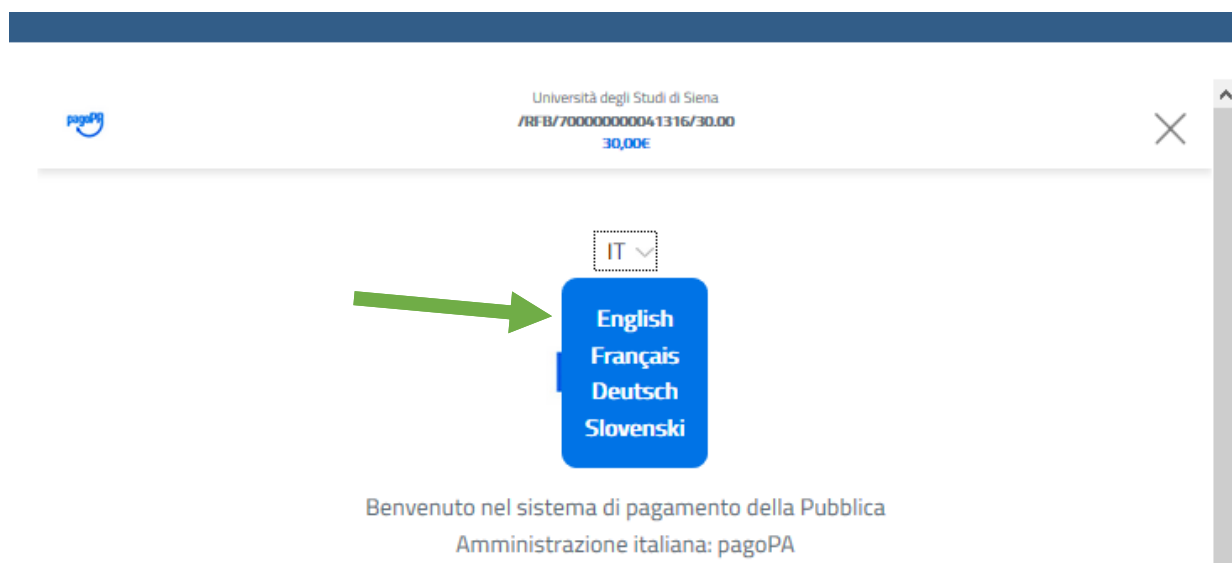 pagoPA
Università degli Studi di Siena
/RFB/700000000041316/30.00
30,00€
IT
English
Français
Deutsch
Slovenski
Benvenuto nel sistema di pagamento della Pubblica
Amministrazione italiana: pagoPA